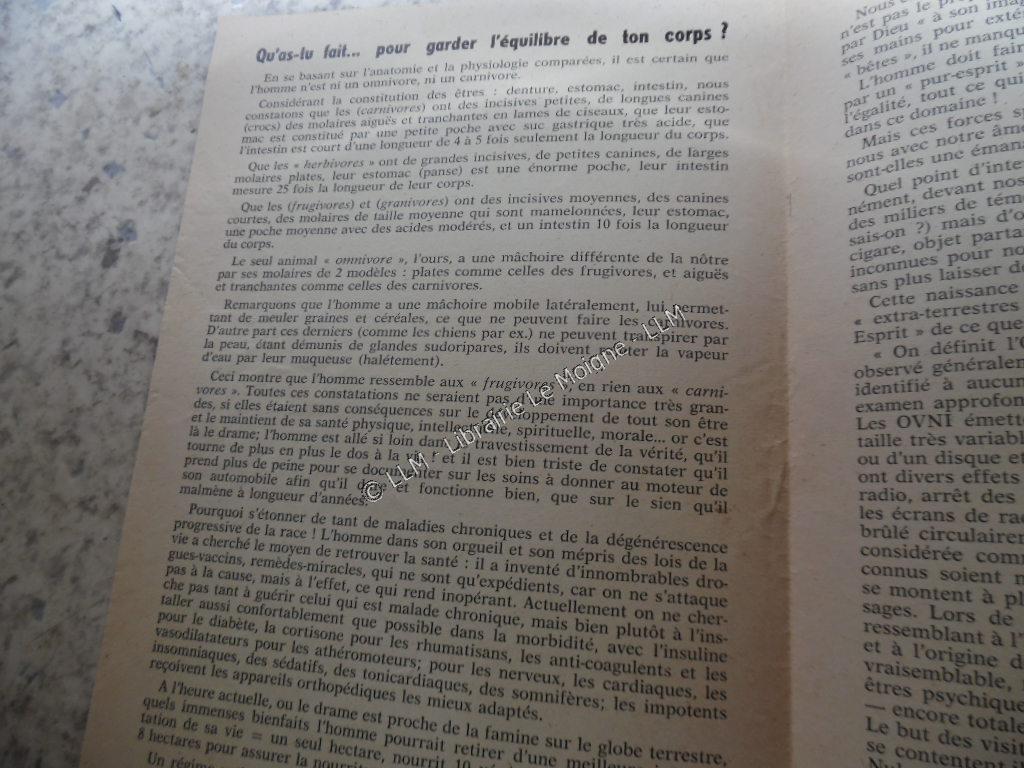 Qu'as-tu fait... pour garder l'équilibre de ton corps ?
En se basant sur l'anatomie et la physiologie comparées, il est certain que
l'homme n'est ni un omnivore, ni un carnivore.
Considérant la constitution des êtres : denture, estomac, intestin, nous
constatons que les (carnivores) ont des incisives petites, de longues canines
(crocs) des molaires aiguës et tranchantes en lames de ciseaux, que leur esto-
mac est constitué par une petite poche avec suc gastrique très acide, que
l'intestin est court d'une longueur de 4 à 5 fois seulement la longueur du corps.
Que les « herbivores » ont de grandes incisives, de petites canines, de larges
molaires plates, leur estomac (panse) est une énorme poche, leur intestin
mesure 25 fois la longueur de leur corps.
Que les (frugivores) et (granivores) ont des incisives moyennes, des canines
courtes, des molaires de taille moyenne qui sont mamelonnées, leur estomac,
une poche moyenne avec des acides modérés, et un intestin 10 fois la longueur
du corps.
Le seul animal « omnivore », l'ours, a une mâchoire différente de la nôtre
par ses molaires de 2 modèles : plates comme celles des frugivores, et aiguës
et tranchantes comme celles des carnivores.
Remarquons que l'homme a une mâchoire mobile latéralement, lui permet-
tant de meuler graines et céréales, ce que ne peuvent faire les carnivores.
D'autre part ces derniers (comme les chiens par ex.) ne peuvent transpirer par
la peau, étant démunis de glandes sudoripares, ils doivent rejeter la vapeur
d'eau par leur muqueuse (halétement).
Ceci montre que l'homme ressemble aux « frugivores », en rien aux « carni-
vores ». Toutes ces constatations ne seraient pas d'une importance très gran-
des, si elles étaient sans conséquences sur le développement de tout son être
et le maintient de sa santé physique, intellectuelle, spirituelle, morale... or c'est
là le drame; l'homme est allé si loin dans le travestissement de la vérité, qu'il
tourne de plus en plus le dos à la vie ! et il est bien triste de constater qu'il
prend plus de peine pour se documenter sur les soins à donner au moteur de
son automobile afin qu'il dure et fonctionne bien, que sur le sien qu'il
malmène à longueur d'années.
Pourquoi s'étonner de tant de maladies chroniques et de la dégénérescence
progressive de la race ! L'homme dans son orgueil et son mépris des lois de la
vie a cherché le moyen de retrouver la santé : il a inventé d'innombrables dro-
gues-vaccins, remèdes-miracles, qui ne sont qu'expédients, car on ne s'attaque
pas à la cause, mais à l'effet, ce qui rend inopérant. Actuellement on ne cher-
che pas tant à guérir celui qui est malade chronique, mais bien plutôt à l'ins-
taller aussi confortablement que possible dans la morbidité, avec l'insuline
pour le diabète, la cortisone pour les rhumatisans, les anti-coagulents et les
vasodilatateurs pour les athéromoteurs; pour les nerveux, les cardiaques, les
insomniaques, des sédatifs, des tonicardiaques, des somnifères; les impotents
reçoivent les appareils orthopédiques les mieux adaptés.
A l'heure actuelle, ou le drame est proche de la famine sur le globe terrestre,
quels immenses bienfaits l'homme pourrait retirer d'une meilleure
tation de sa vie = un seul hectare, nourrit 10
8 hectares pour assurer la
Un régime
© LLM - Librairie Le Moigne - LLM
Nous
n'est pas le
par Dieu « à son
ses mains pour
« bêtes », il ne
L'homme doit
par un « pur-esprit »
l'égalité, tout ce qui
dans ce domaine !
Mais ces forces
nous avec notre
sont-elles une
Quel point
nément, devant nos
des miliers de
sais-on ?) mais
cigare, objet
inconnues pour
sans plus laisser
Cette naissance
« extra-terrestres
Esprit » de ce que
« On définit
observé
identifié à
examen
Les OVNI
taille très
ou d'un disque et
ont divers effets
radio, arrêt des
les écrans de
brûlé
considérée
connus soient
se montent à
sages. Lors de
ressemblant à
et à l'origine
vraisemblable,
êtres
— encore
Le but des
se contentent